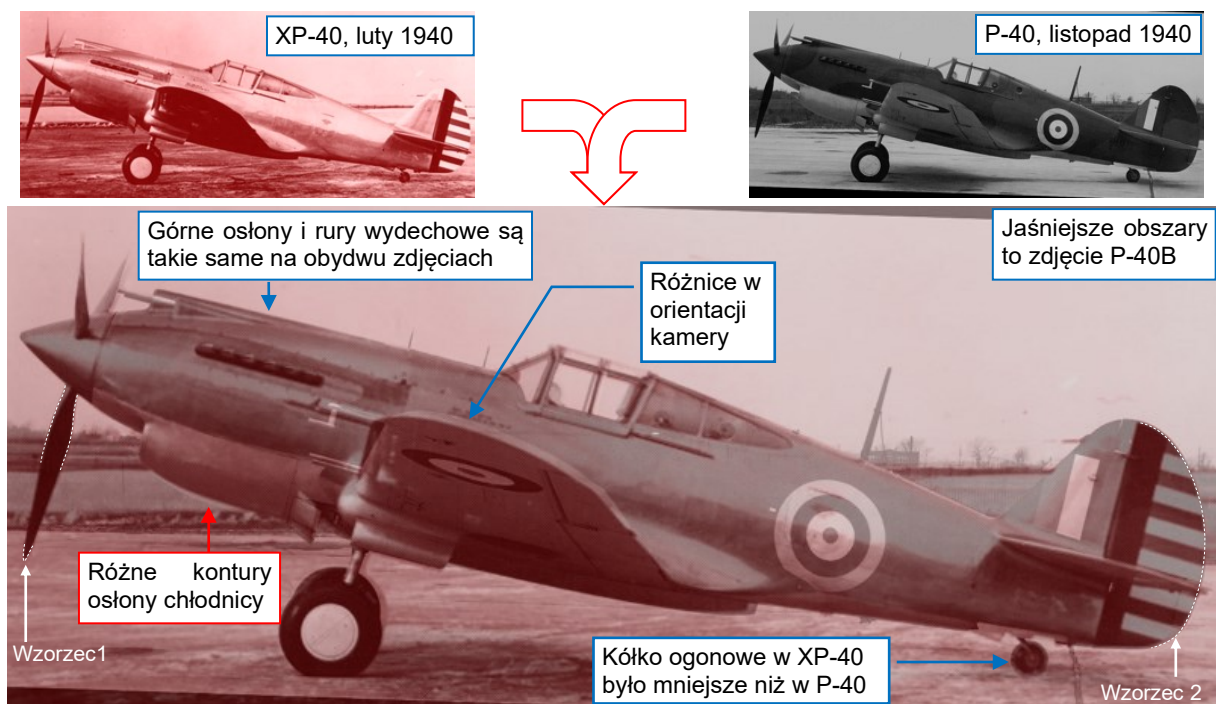 XP-40, luty 1940
P-40, listopad 1940
Górne osłony i rury wydechowe są
takie same na obydwu zdjęciach
Jaśniejsze obszary
to zdjęcie P-40B
Różnice w
orientacji
kamery
Różne kontury
osłony chłodnicy
Wzorzec1
Kółko ogonowe w XP-40
było mniejsze niż w P-40
Wzorzec 2